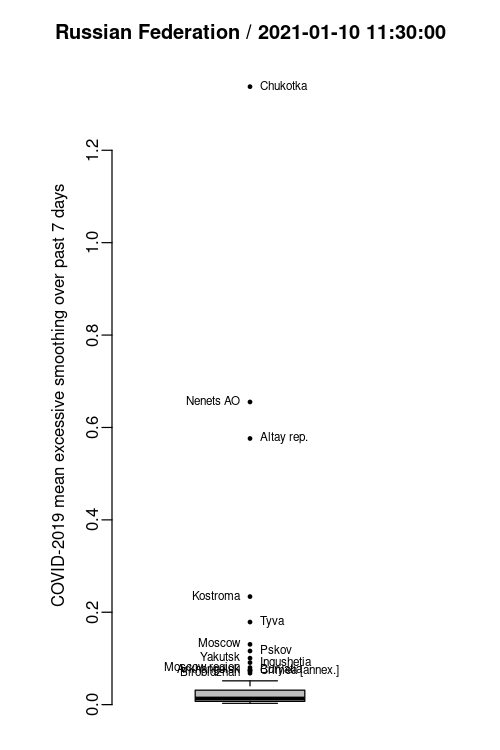 Russian Federation / 2021-01-10 11:30:00
COVID-2019 mean excessive smoothing over past 7 days
1.2
1.0
0.8
0.6
0.4
0.2
0.0
Chukotka
Nenets AO
Altay rep.
Kostroma
Tyva
Moscow
Pskov
Yakutsk
Ingushetia
Moscow region
[annex.]
Birobidzhan